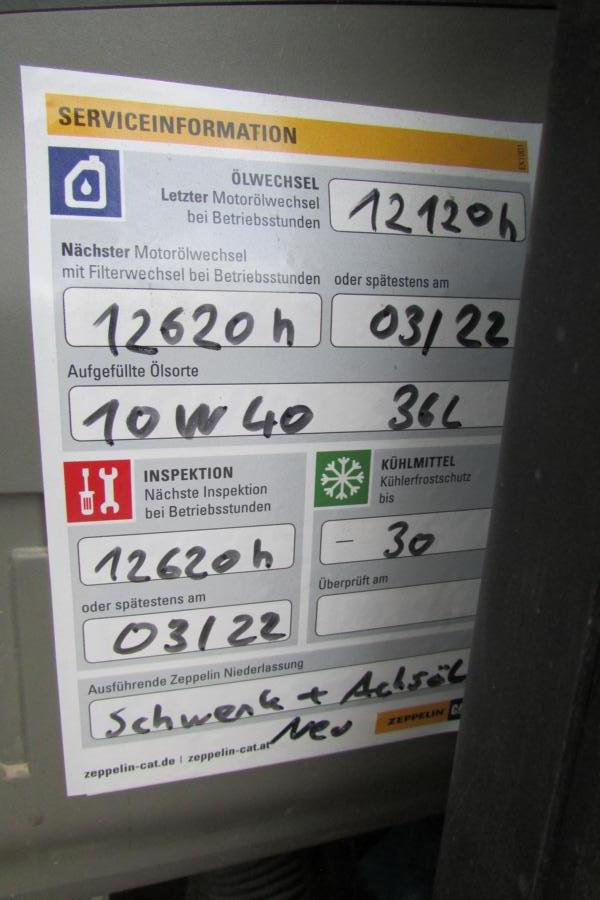 SERVICEINFORMATION
ÖLWECHSEL
Letzter Motorölwechsel
bei Betriebsstunden
12120h
Nächster Motorölwechsel
mit Filterwechsel bei Betriebsstunden
oder spätestens am
12620h
03/22
Aufgefüllte Ölsorte
10W40 36L
INSPEKTION
Nächste Inspektion
bei Betriebsstunden
12620h
oder spätestens am
03/22
KÜHLMITTEL
Kühlerfrostschutz
bis
- 30
Überprüft am
Ausführende Zeppelin Niederlassung
Schwenk + Achsöl
Neu
ZEPPELIN
zeppelin-cat.de | zeppelin-cat.at